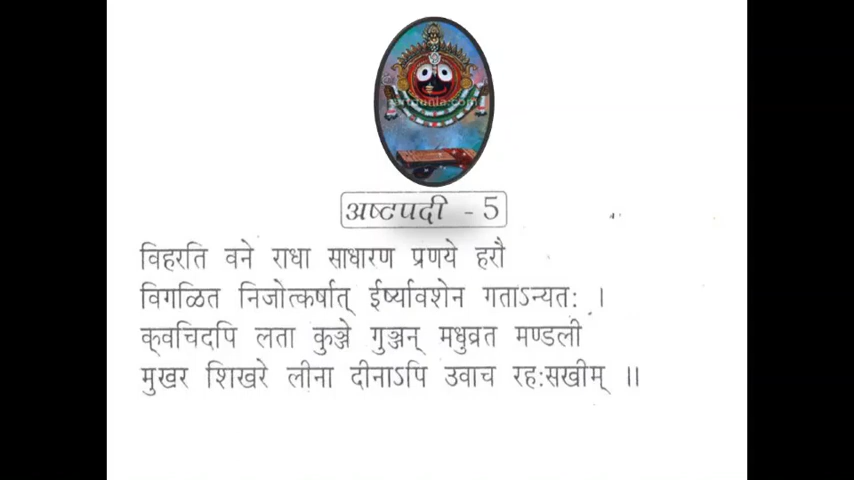 अष्टपदी - 5
विहरति वने राधा साधारण प्रणये हरौ
विगळित निजोत्कर्षात् ईर्ष्यावशेन गताऽन्यतः ।
क्वचिदपि लता कुञ्जे गुञ्जन् मधुव्रत मण्डली
मुखर शिखरे लीना दीनाऽपि उवाच रहःसखीम् ॥